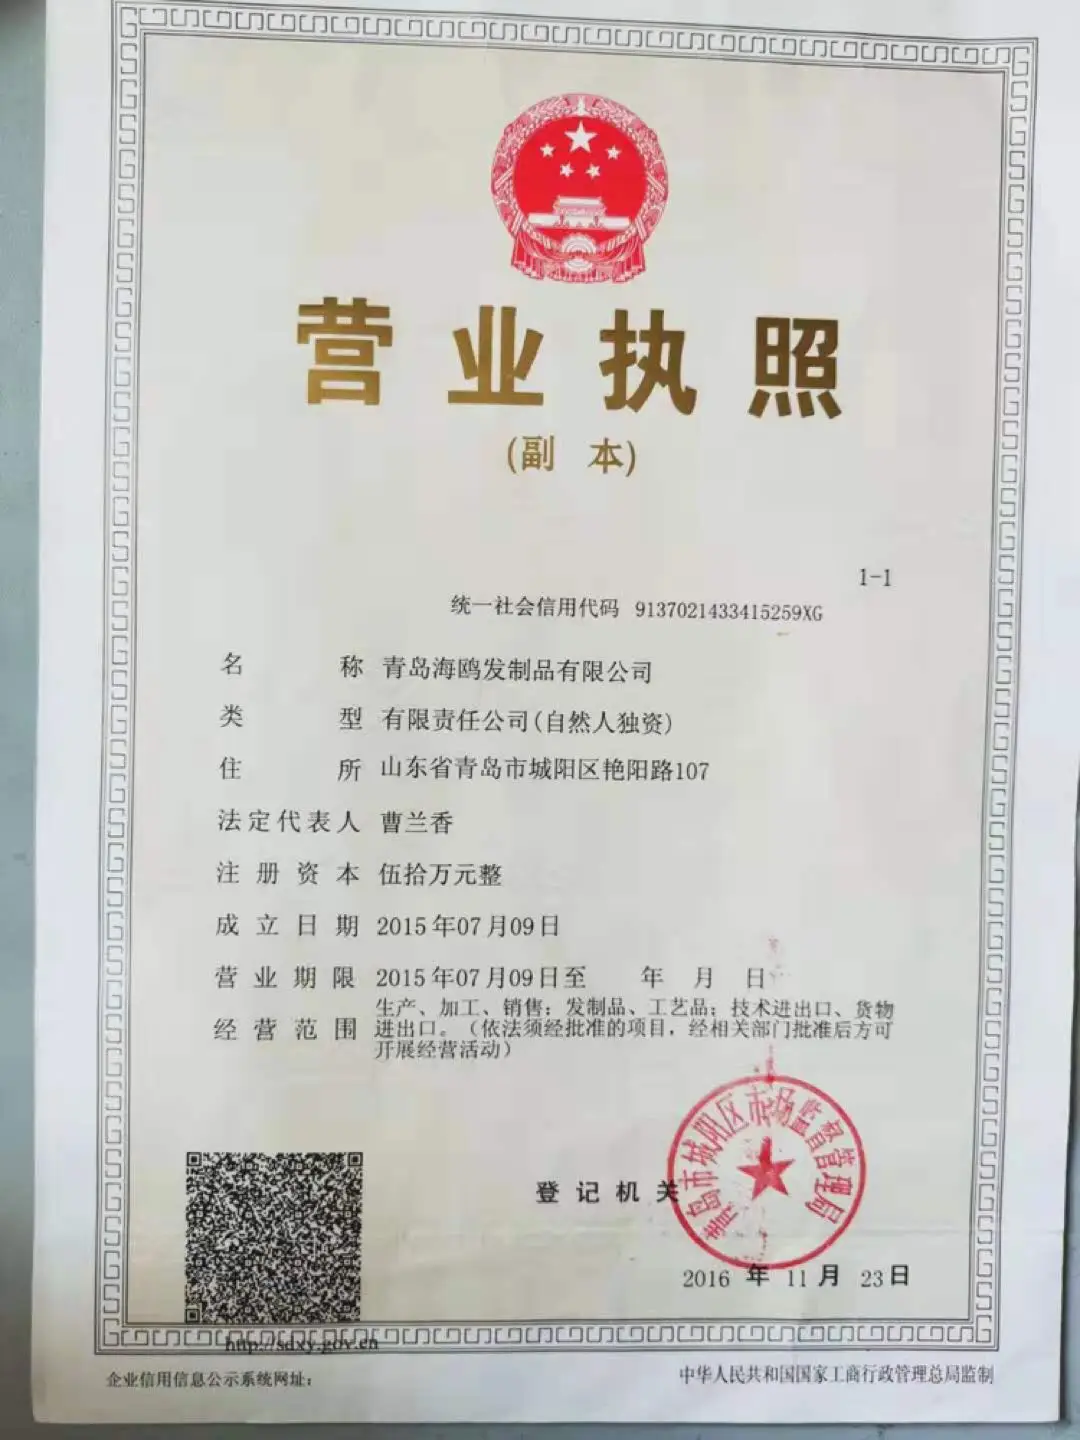 营业执照
(副 本)
1-1
统一社会信用代码 91370214334152​59XG
名 称 青岛海鸥发制品有限公司
类 型 有限责任公司(自然人独资)
住 所 山东省青岛市城阳区艳阳路107
法定代表人 曹兰香
注册资本 伍拾万元整
成立日期 2015年07月09日
营业期限 2015年07月09日至 年 月 日
经营范围 生产、加工、销售：发制品、工艺品；技术进出口、货物
进出口。（依法须经批准的项目，经相关部门批准后方可
开展经营活动）
青岛市城阳区市场监督管理局
登记机关
2016 年 11 月 23日
http://sdxy.gov.cn
企业信用信息公示系统网址：
中华人民共和国国家工商行政管理总局监制